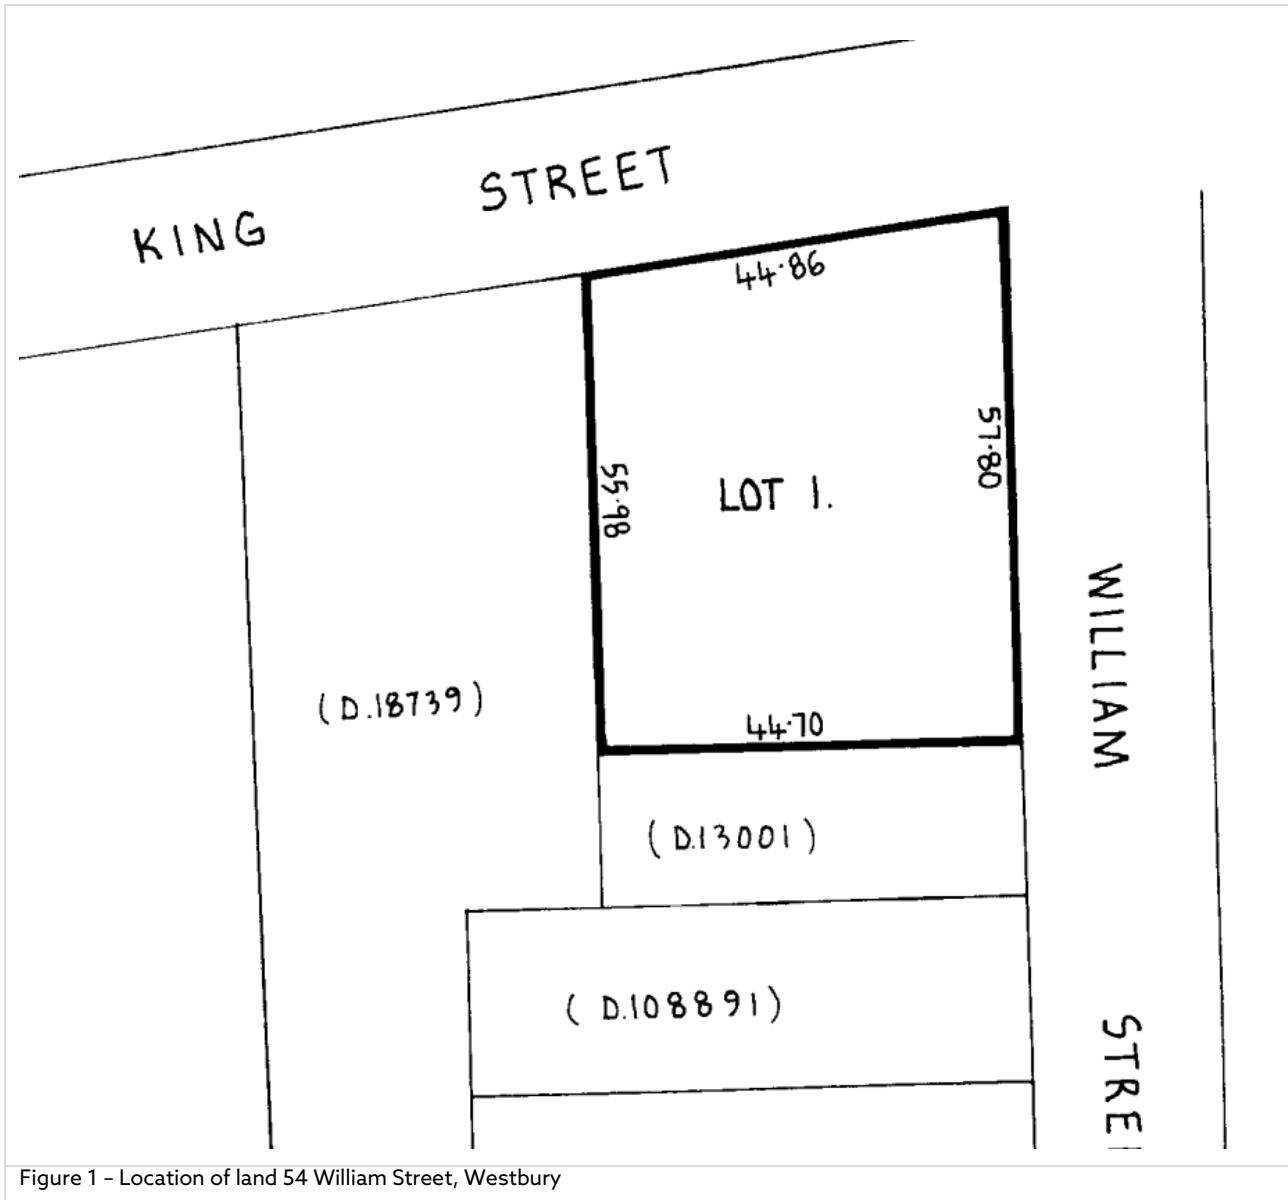 KING STREET
44·86
55·98
57·80
LOT 1.
WILLIAM STRE
(D.18739)
44·70
(D.13001)
(D.108891)
Figure 1 – Location of land 54 William Street, Westbury